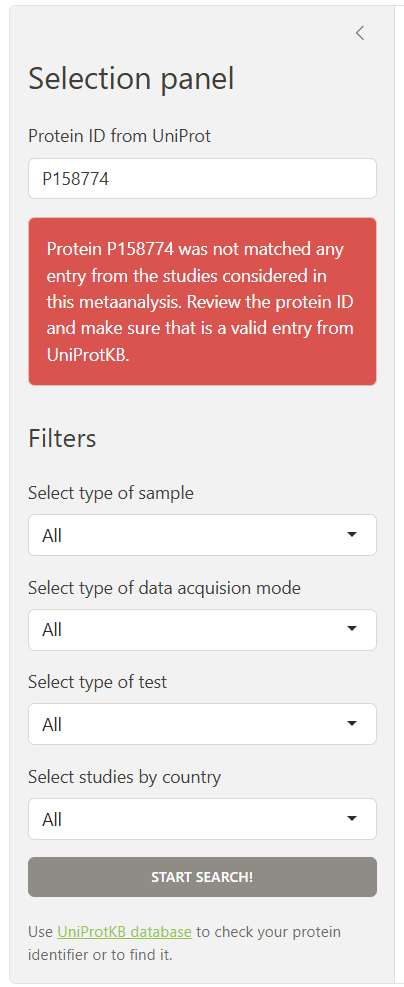 Selection panel
Protein ID from UniProt
P158774
Protein P158774 was not matched any
entry from the studies considered in
this metaanalysis. Review the protein ID
and make sure that is a valid entry from
UniProtKB.
Filters
Select type of sample
All
Select type of data acquision mode
All
Select type of test
All
Select studies by country
All
START SEARCH!
Use UniProtKB database to check your protein
identifier or to find it.